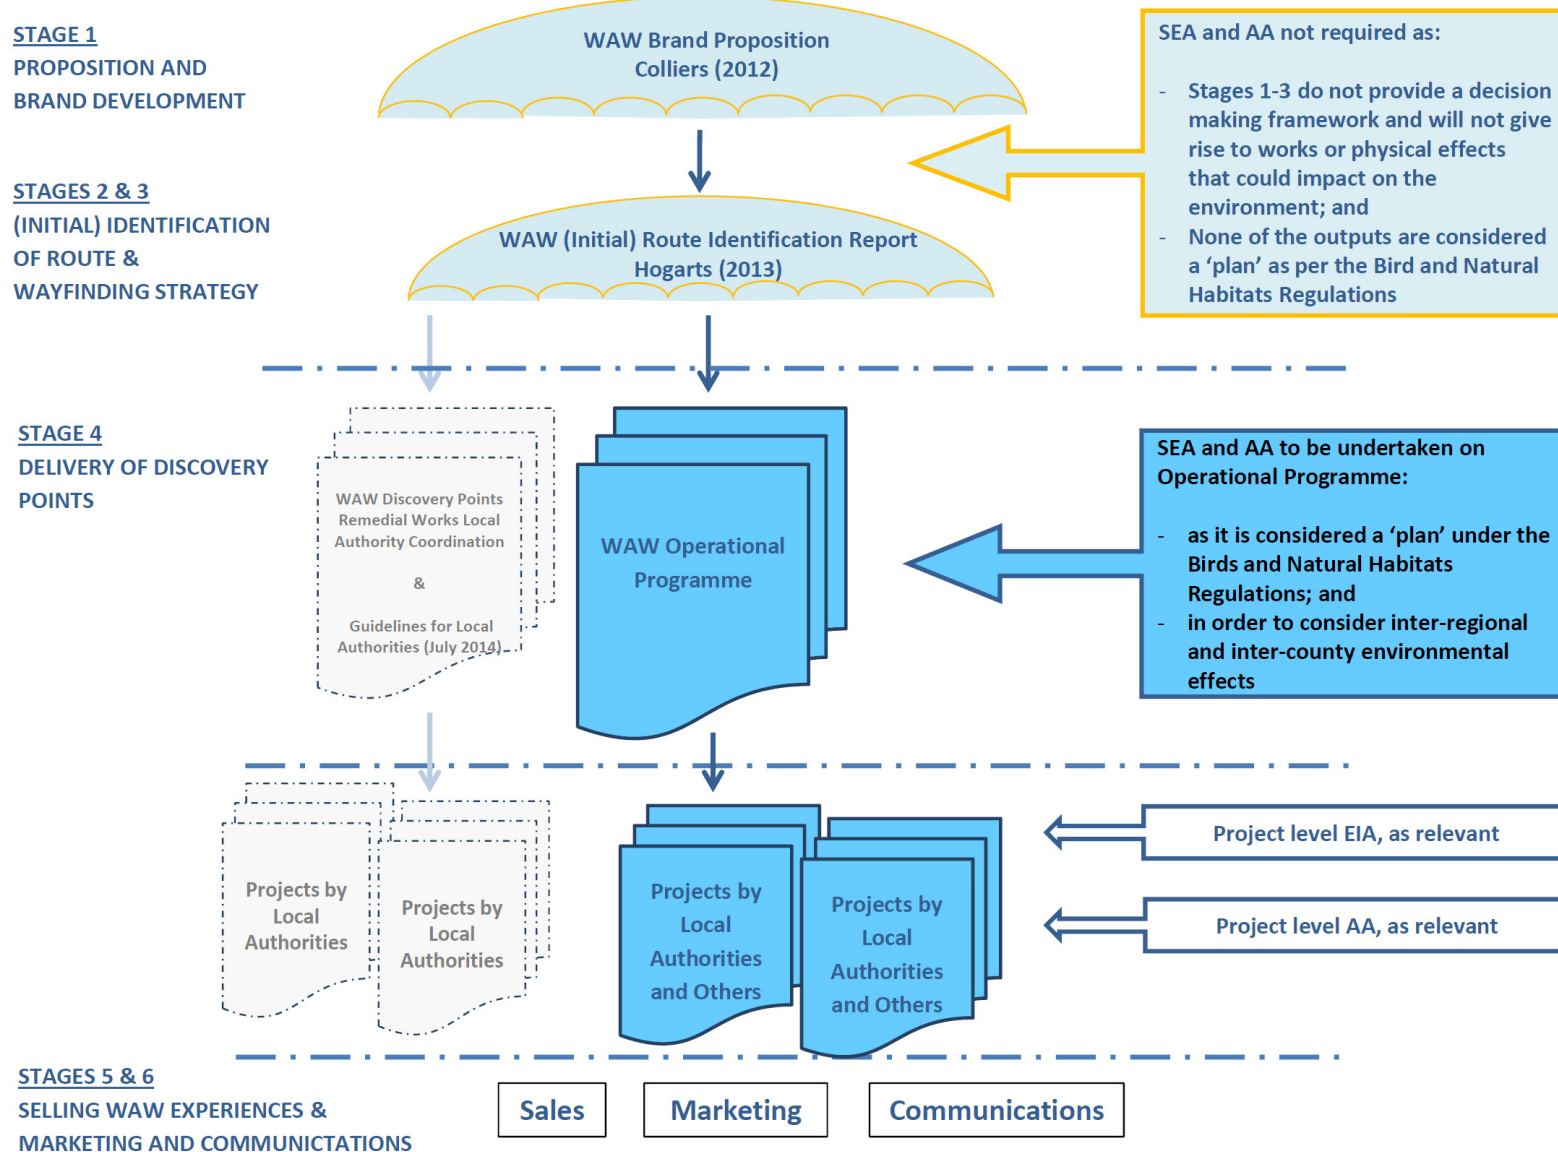 STAGE 1
PROPOSITION AND
BRAND DEVELOPMENT
WAW Brand Proposition
Colliers (2012)
SEA and AA not required as:
- Stages 1-3 do not provide a decision
making framework and will not give
rise to works or physical effects
that could impact on the
environment; and
- None of the outputs are considered
a ‘plan’ as per the Bird and Natural
Habitats Regulations
STAGES 2 & 3
(INITIAL) IDENTIFICATION
OF ROUTE &
WAYFINDING STRATEGY
WAW (Initial) Route Identification Report
Hogarts (2013)
STAGE 4
DELIVERY OF DISCOVERY
POINTS
WAW Discovery Points
Remedial Works Local
Authority Coordination
&
Guidelines for Local
Authorities (July 2014)
WAW Operational
Programme
SEA and AA to be undertaken on
Operational Programme:
- as it is considered a ‘plan’ under the
Birds and Natural Habitats
Regulations; and
- in order to consider inter-regional
and inter-county environmental
effects
Projects by
Local
Authorities
Projects by
Local
Authorities
Projects by
Local
Authorities
and Others
Projects by
Local
Authorities
and Others
Project level EIA, as relevant
Project level AA, as relevant
STAGES 5 & 6
SELLING WAW EXPERIENCES &
MARKETING AND COMMUNICTATIONS
Sales
Marketing
Communications